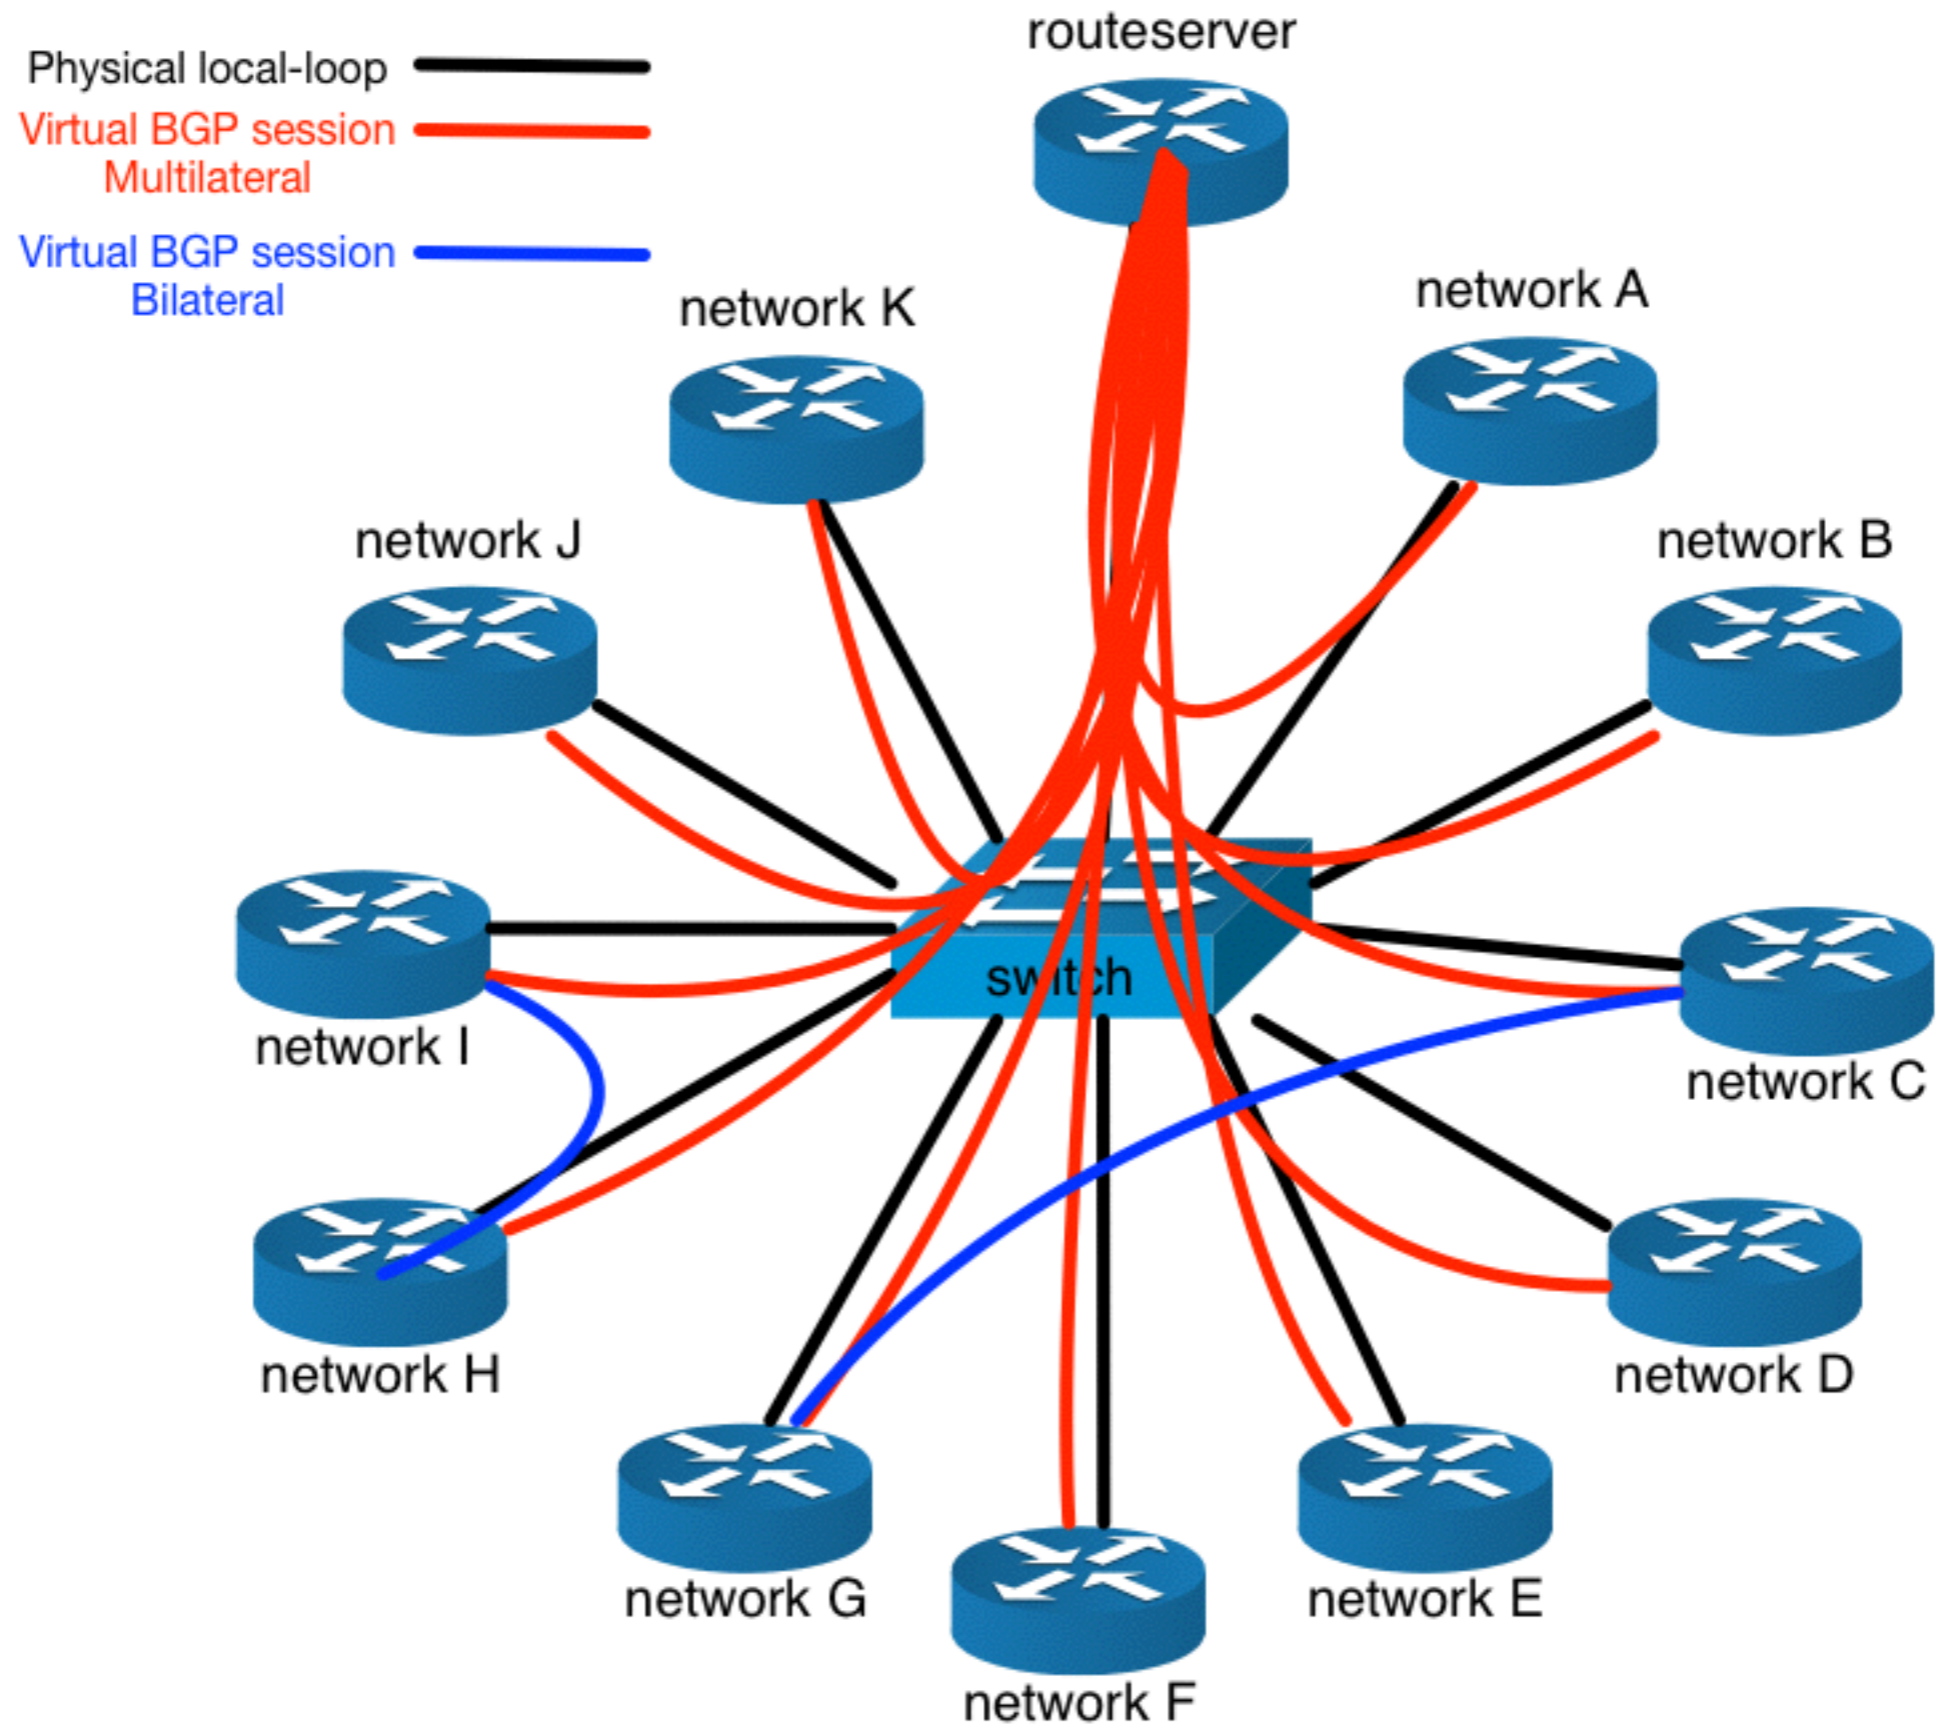 routeserver
Physical local-loop
Virtual BGP session
Multilateral
Virtual BGP session
Bilateral
network K
network A
network J
network B
switch
network I
network C
network H
network D
network G
network E
network F